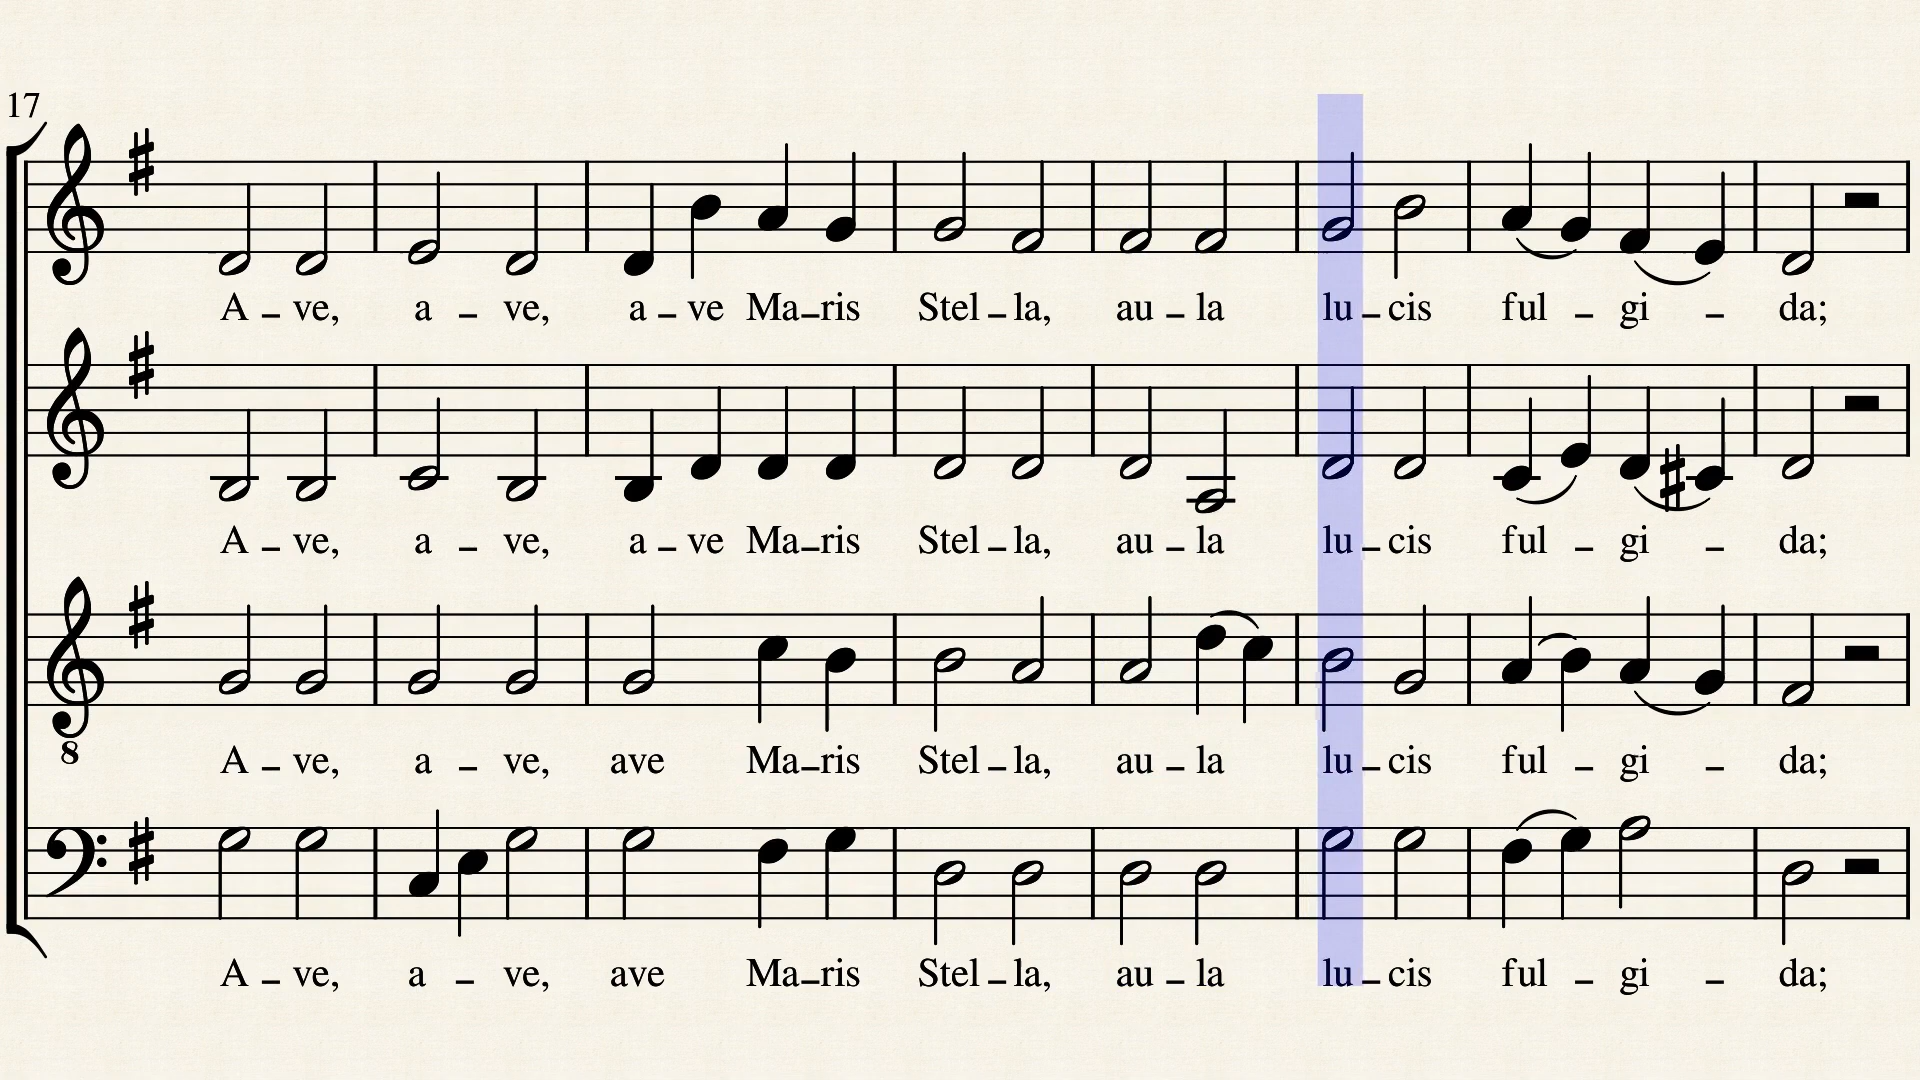 17
A - ve, a - ve, a - ve Ma-ris Stel - la, au - la lu - cis ful - gi - da;
A - ve, a - ve, a - ve Ma-ris Stel - la, au - la lu - cis ful - gi - da;
8
A - ve, a - ve, ave Ma-ris Stel - la, au - la lu - cis ful - gi - da;
A - ve, a - ve, ave Ma-ris Stel - la, au - la lu - cis ful - gi - da;